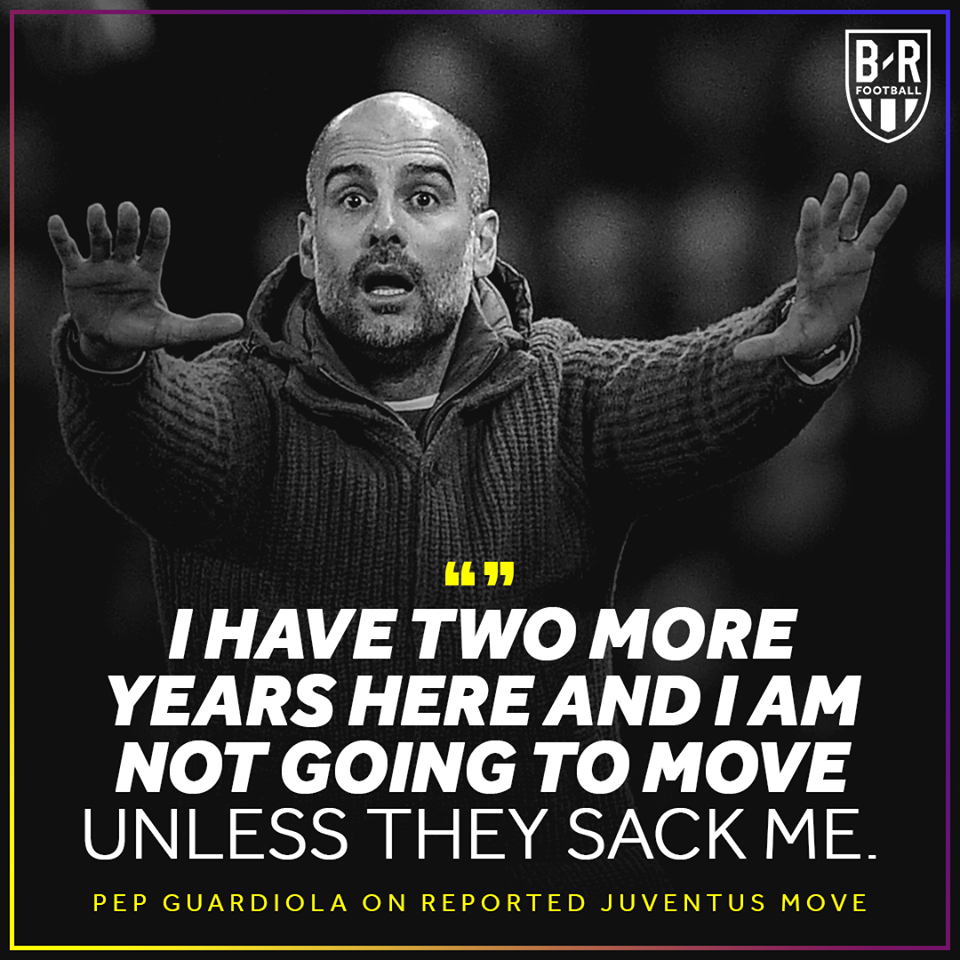 B-R
FOOTBALL
“”
I HAVE TWO MORE
YEARS HERE AND I AM
NOT GOING TO MOVE
UNLESS THEY SACK ME.
PEP GUARDIOLA ON REPORTED JUVENTUS MOVE